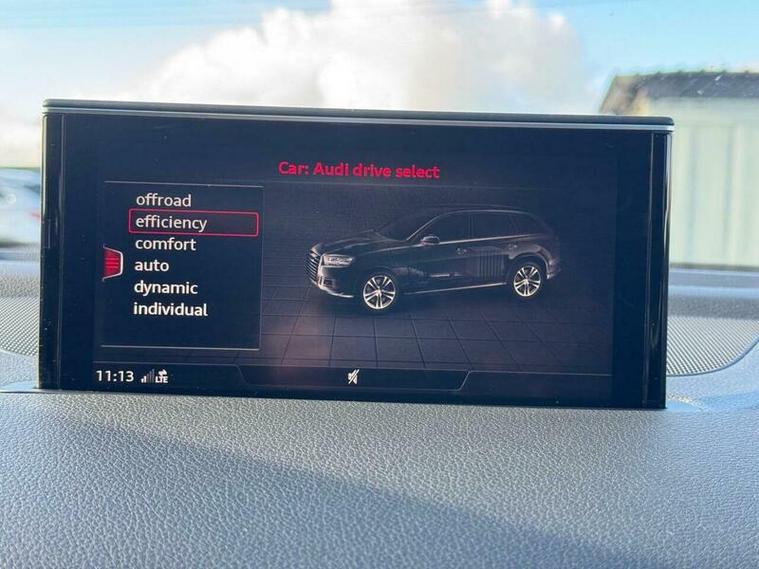 Car: Audi drive select
offroad
efficiency
comfort
auto
dynamic
individual
11:13 LTE